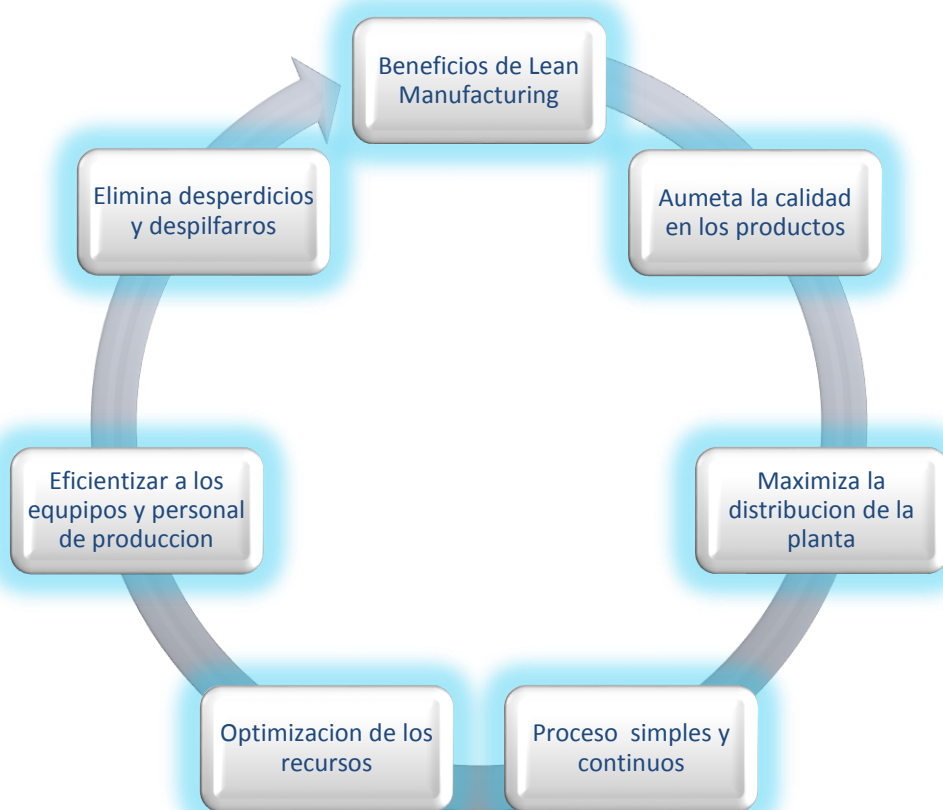 Beneficios de Lean
Manufacturing
Aumeta la calidad
en los productos
Maximiza la
distribucion de la
planta
Proceso  simples y
continuos
Optimizacion de los
recursos
Eficientizar a los
equpipos y personal
de produccion
Elimina desperdicios
y despilfarros